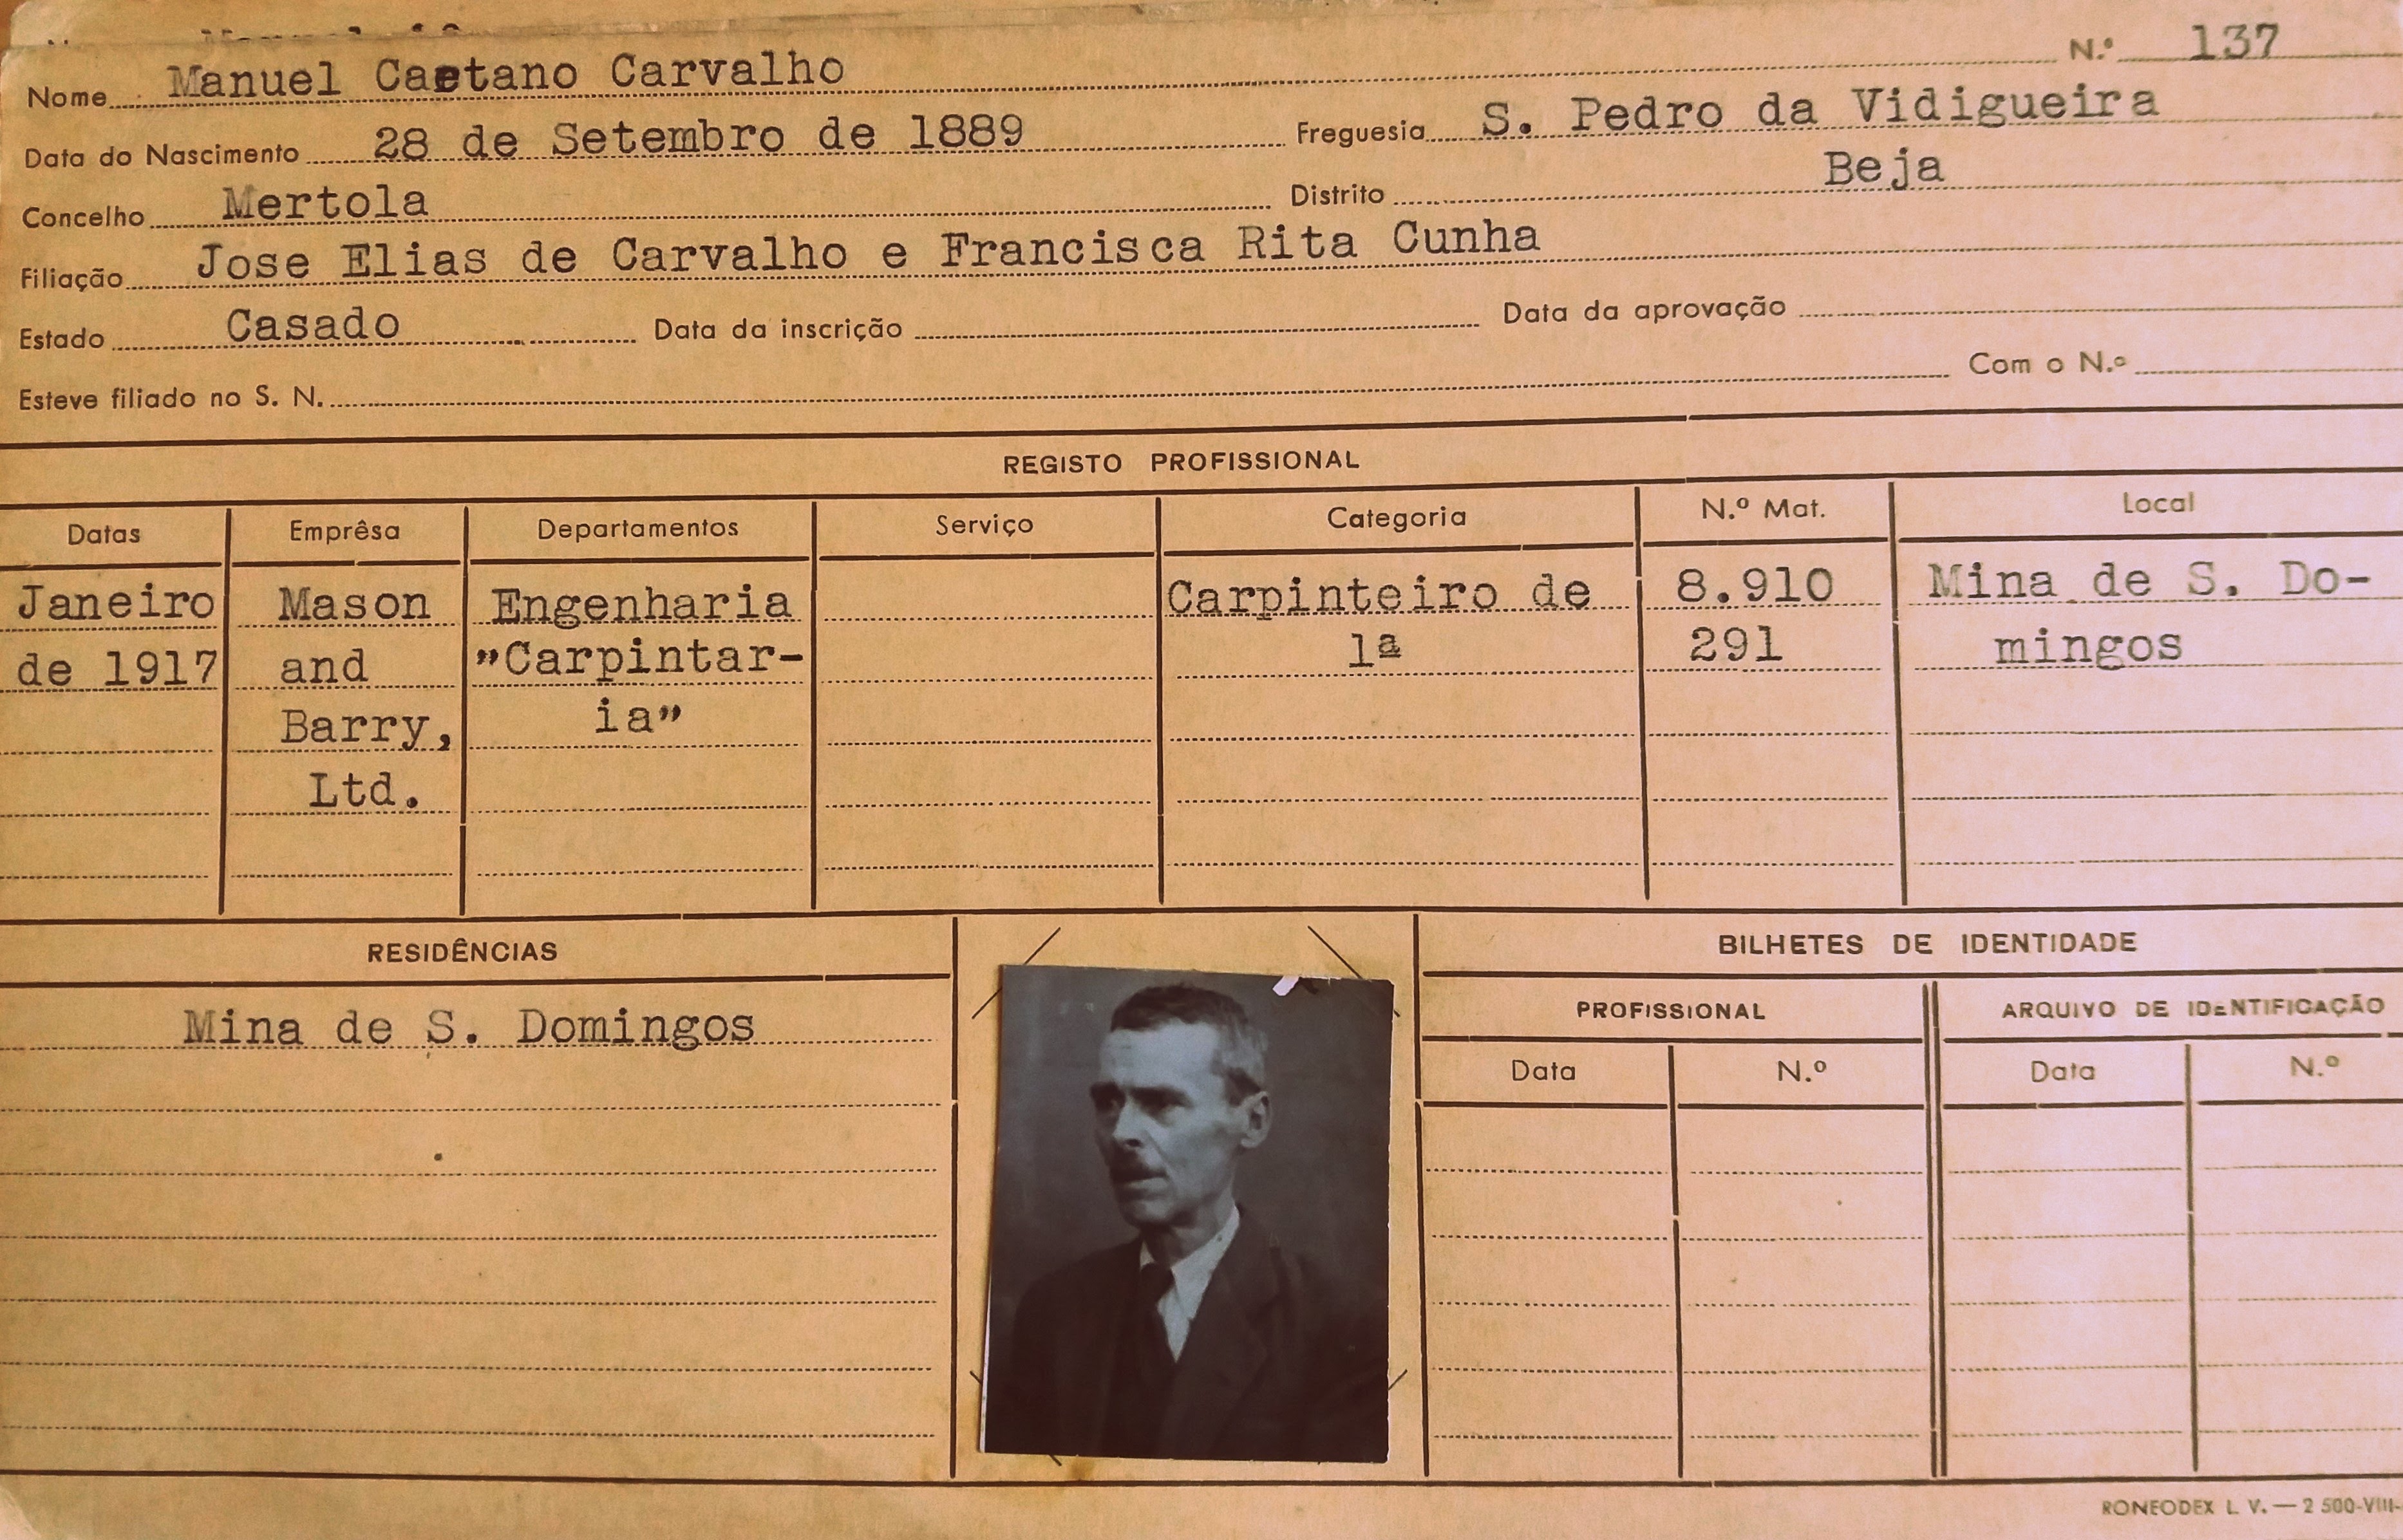 N.º 137
Nome Manuel Caetano Carvalho
Data do Nascimento 28 de Setembro de 1889 Freguesia S. Pedro da Vidigueira
Concelho Mertola Distrito Beja
Filiação Jose Elias de Carvalho e Francisca Rita Cunha
Estado Casado Data da inscrição Data da aprovação
Esteve filiado no S. N. Com o N.º
REGISTO PROFISSIONAL
Datas Emprêsa Departamentos Serviço Categoria N.º Mat. Local
Janeiro Mason Engenharia Carpinteiro de 8.910 Mina de S. Do-
de 1917 and "Carpintar- 1ª 291 mingos
Barry, ia"
Ltd.
RESIDÊNCIAS
Mina de S. Domingos
BILHETES DE IDENTIDADE
PROFISSIONAL ARQUIVO DE IDENTIFICAÇÃO
Data N.º Data N.º
RONEODEX L. V. — 2 500-VIII-